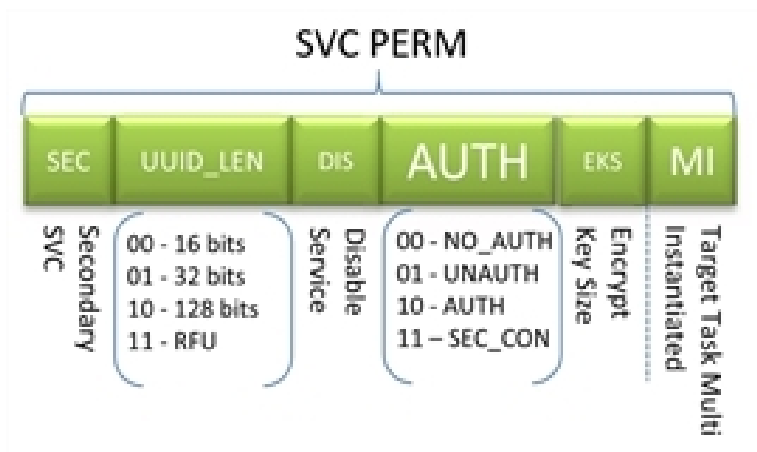 SVC PERM
SEC
UUID_LEN
DIS
AUTH
EKS
MI
Secondary
SVC
00 - 16 bits
01 - 32 bits
10 - 128 bits
11 - RFU
Disable
Service
00 - NO_AUTH
01 - UNAUTH
10 - AUTH
11 – SEC_CON
Encrypt
Key Size
Target Task Multi
Instantiated